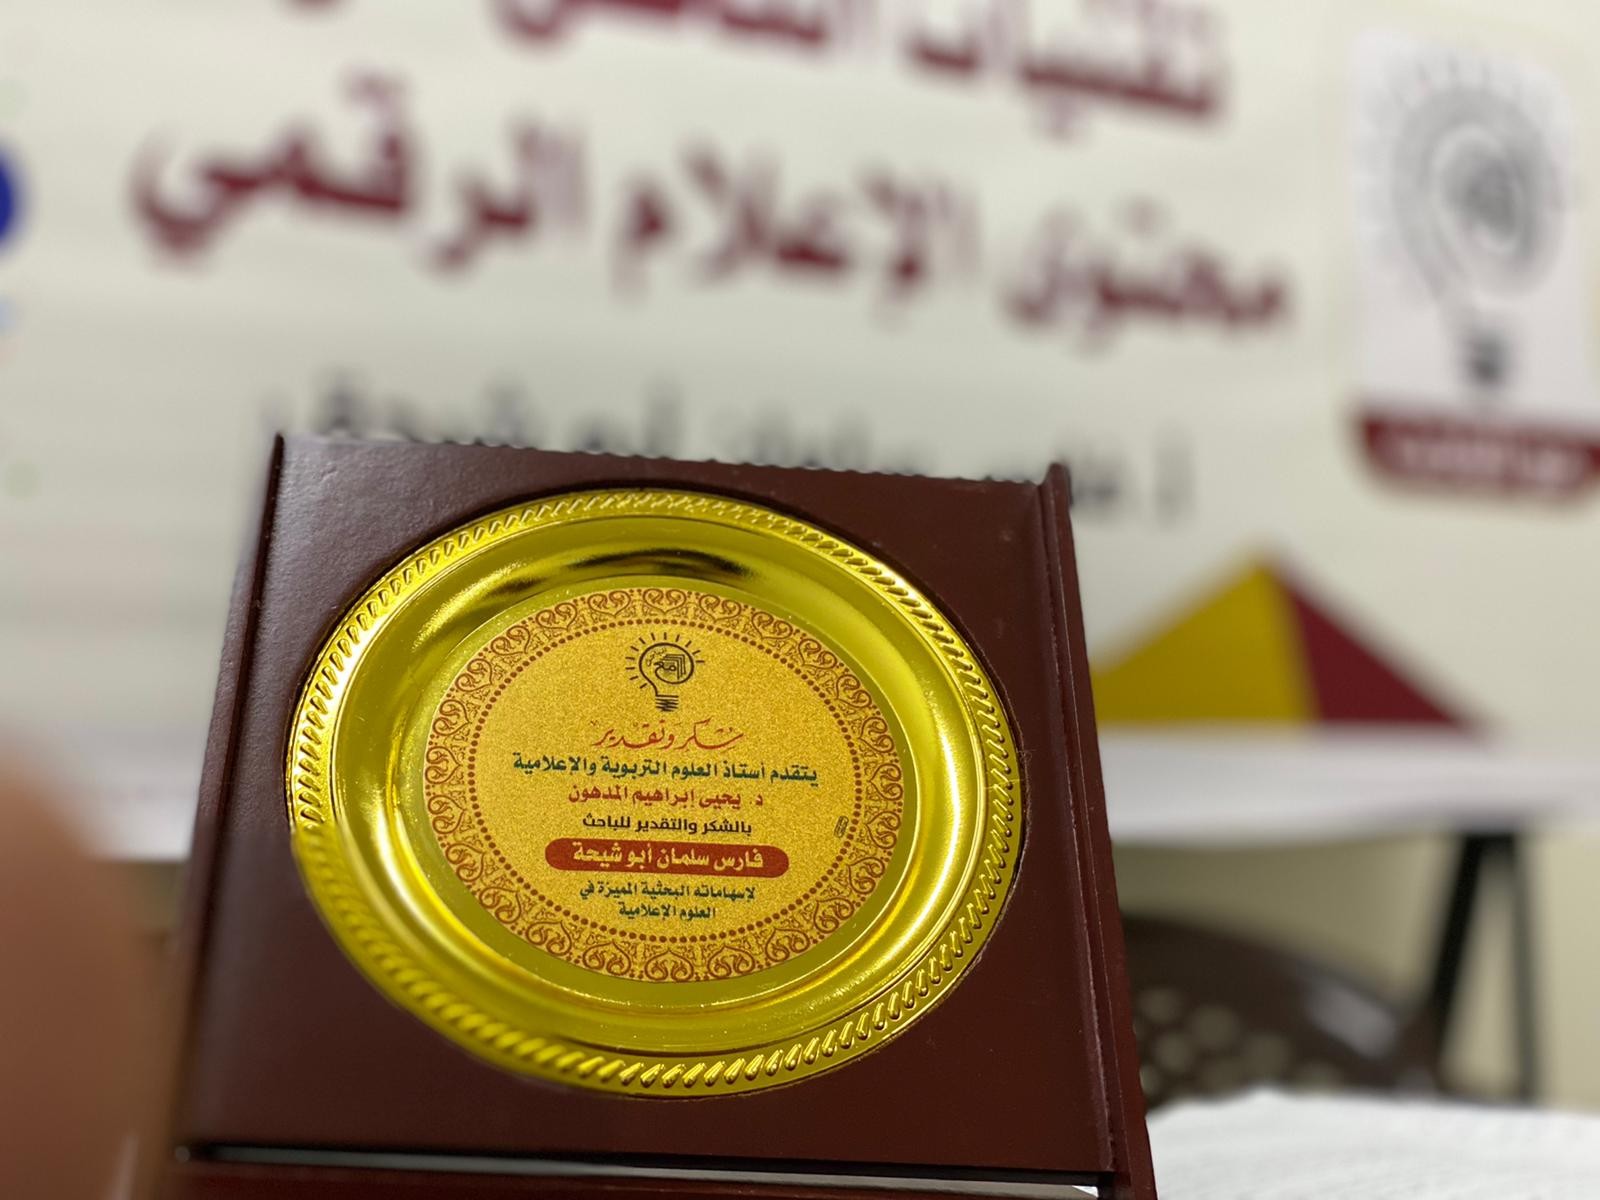 تقنيات
محتوى الإعلام الرقمي
شكر وتقدير
يتقدم أستاذ العلوم التربوية والإعلامية
د. يحيى إبراهيم المدهون
بالشكر والتقدير للباحث
فارس سلمان أبو شيحة
لإسهاماته البحثية المميزة في
العلوم الإعلامية